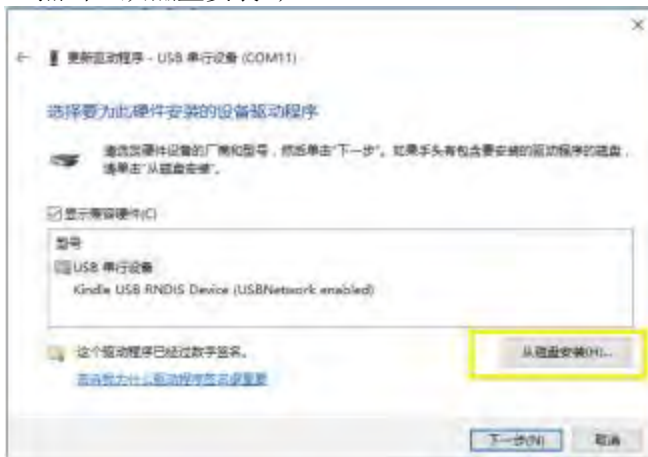 更新驱动程序 - USB 串行设备 (COM11)
选择要为此硬件安装的设备驱动程序
请选定硬件设备的厂商和型号，然后单击"下一步"。如果手头有包含要安装的驱动程序的磁盘，
请单击"从磁盘安装"。
显示兼容硬件(C)
型号
USB 串行设备
Kindle USB RNDIS Device (USBNetwork enabled)
这个驱动程序已经过数字签名。
从磁盘安装(H)...
告诉我为什么驱动程序签名很重要
下一步(N)
取消